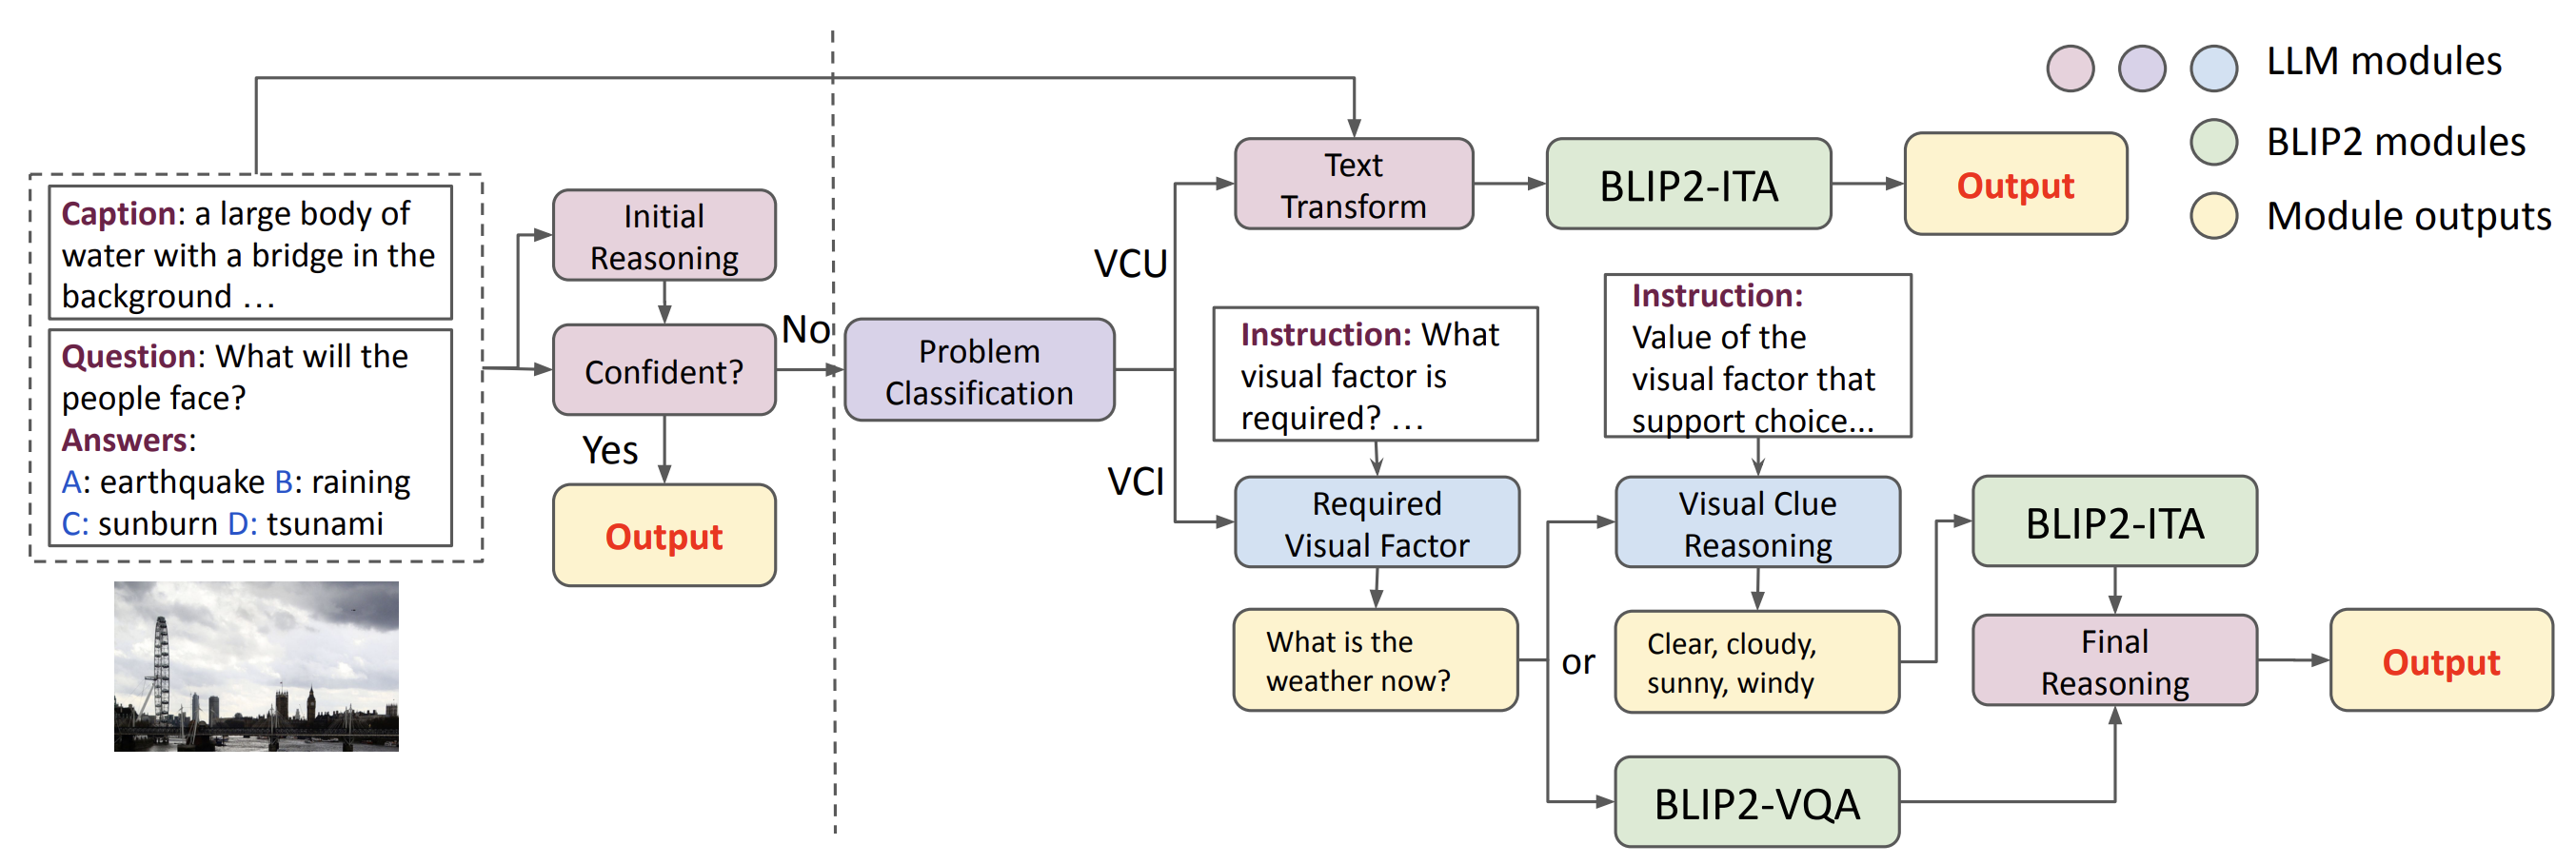 Caption: a large body of
water with a bridge in the
background ...
Question: What will the
people face?
Answers:
A: earthquake B: raining
C: sunburn D: tsunami
Initial
Reasoning
Confident?
Yes
Output
No
Problem
Classification
VCU
VCI
Text
Transform
BLIP2-ITA
Output
Instruction: What
visual factor is
required? ...
Required
Visual Factor
What is the
weather now?
or
Instruction:
Value of the
visual factor that
support choice...
Visual Clue
Reasoning
Clear, cloudy,
sunny, windy
BLIP2-VQA
BLIP2-ITA
Final
Reasoning
Output
LLM modules
BLIP2 modules
Module outputs